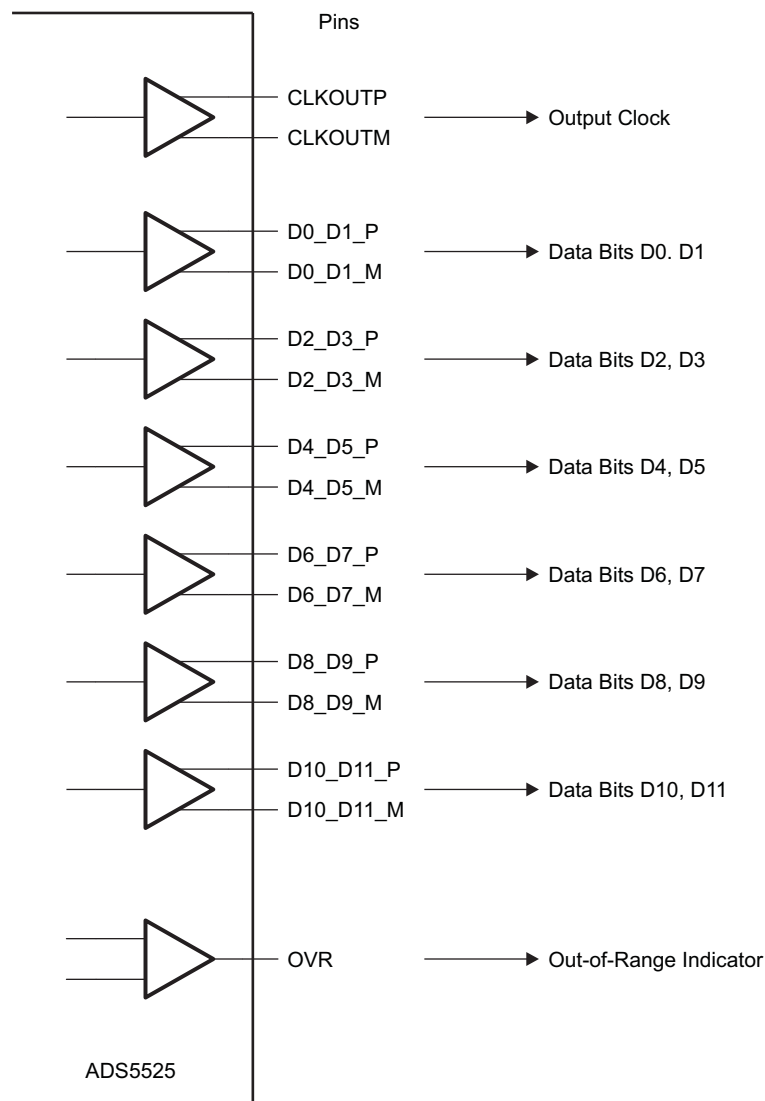 Pins
CLKOUTP
CLKOUTM
Output Clock
D0_D1_P
D0_D1_M
Data Bits D0. D1
D2_D3_P
D2_D3_M
Data Bits D2, D3
D4_D5_P
D4_D5_M
Data Bits D4, D5
D6_D7_P
D6_D7_M
Data Bits D6, D7
D8_D9_P
D8_D9_M
Data Bits D8, D9
D10_D11_P
D10_D11_M
Data Bits D10, D11
OVR
Out-of-Range Indicator
ADS5525